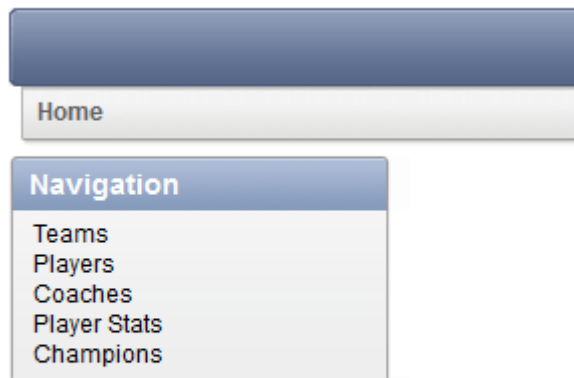 Home
Navigation
Teams
Players
Coaches
Player Stats
Champions